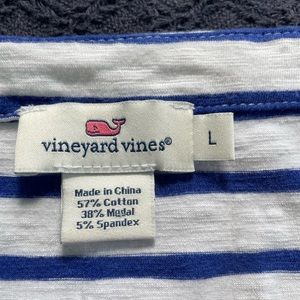 vineyard vines®
L
Made in China
57% Cotton
38% Modal
5% Spandex